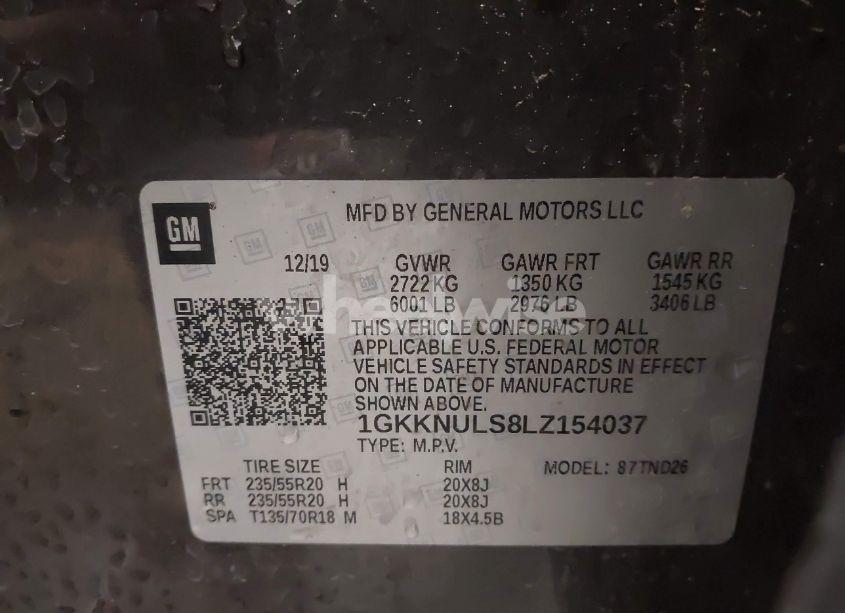 GM
MFD BY GENERAL MOTORS LLC
12/19 GVWR GAWR FRT GAWR RR
2722 KG 1350 KG 1545 KG
6001 LB 2976 LB 3406 LB
THIS VEHICLE CONFORMS TO ALL
APPLICABLE U.S. FEDERAL MOTOR
VEHICLE SAFETY STANDARDS IN EFFECT
ON THE DATE OF MANUFACTURE
SHOWN ABOVE.
1GKKNULS8LZ154037
TYPE: M.P.V.
TIRE SIZE RIM MODEL: 87TND26
FRT 235/55R20 H 20X8J
RR 235/55R20 H 20X8J
SPA T135/70R18 M 18X4.5B